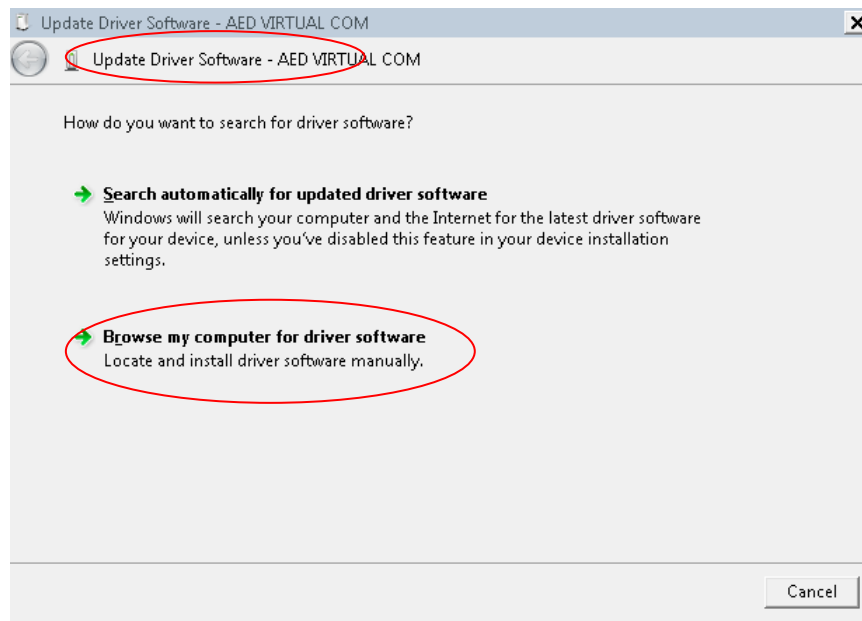 Update Driver Software - AED VIRTUAL COM
Update Driver Software - AED VIRTUAL COM
How do you want to search for driver software?
Search automatically for updated driver software
Windows will search your computer and the Internet for the latest driver software
for your device, unless you've disabled this feature in your device installation
settings.
Browse my computer for driver software
Locate and install driver software manually.
Cancel